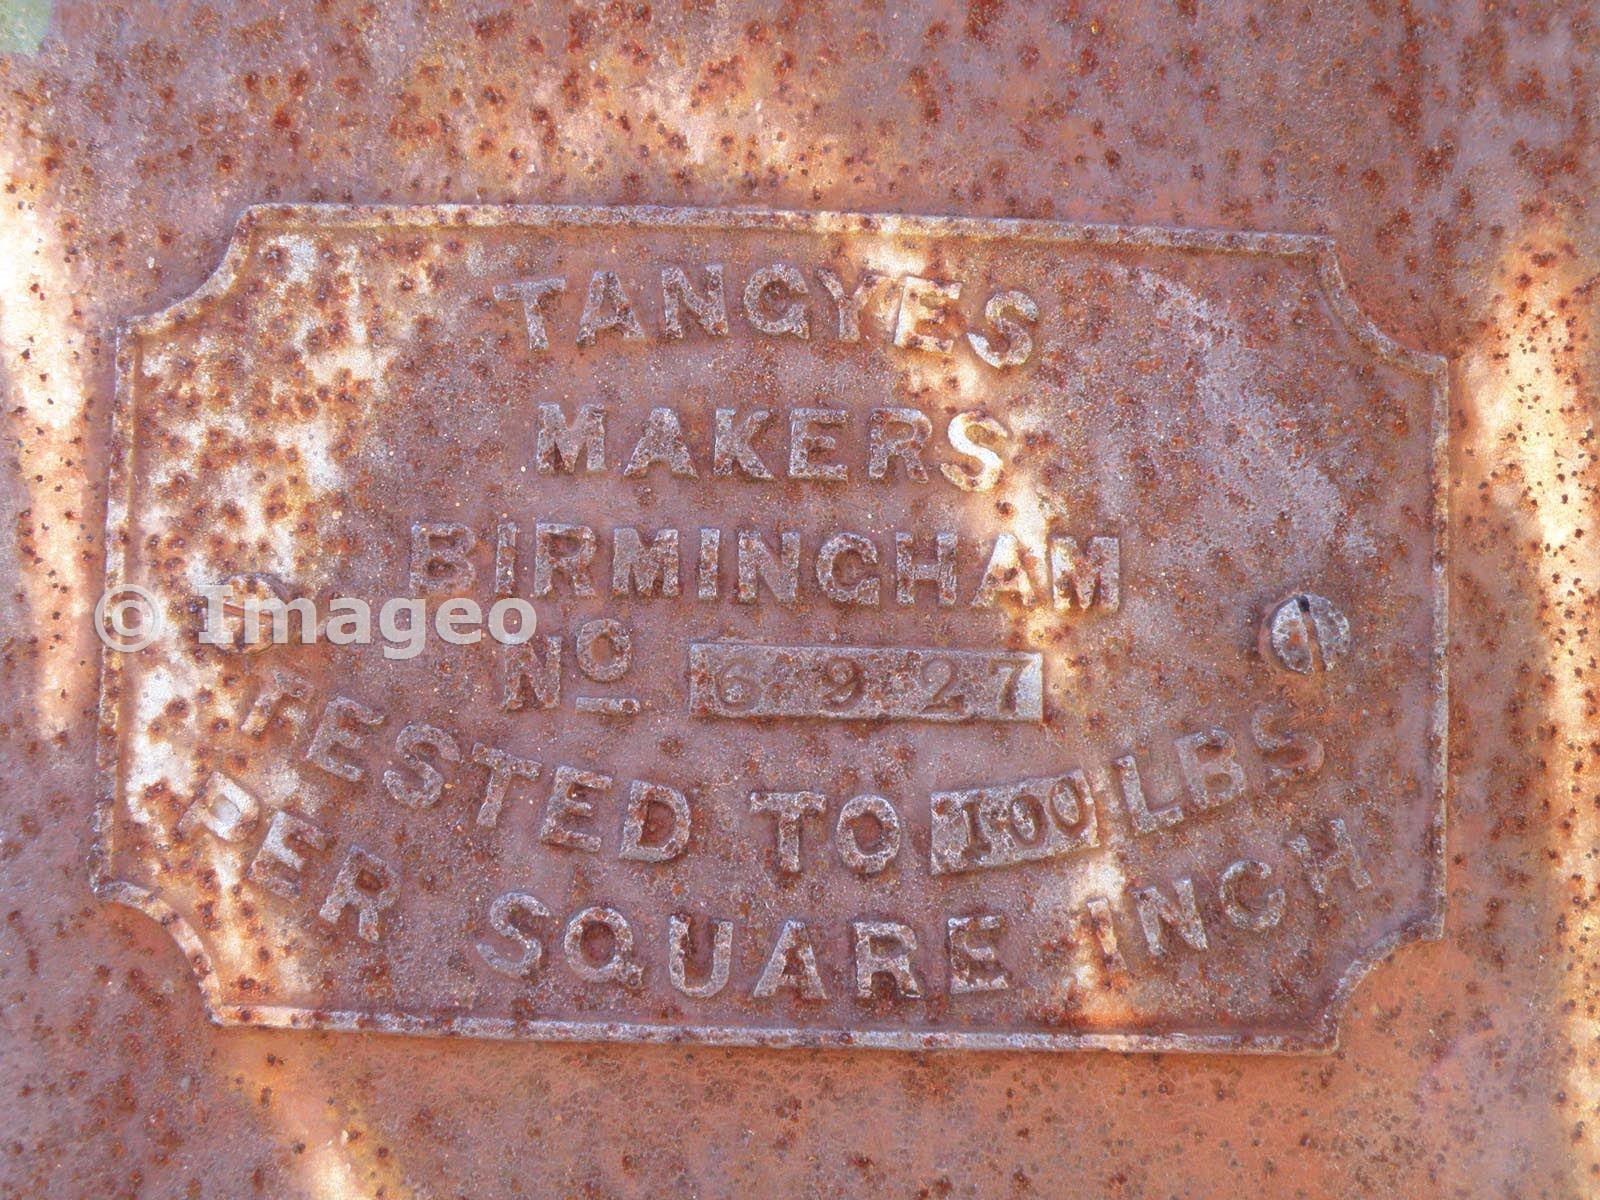 TANGYES
MAKERS
BIRMINGHAM
© Imageo
No 6927
TESTED TO 100 LBS
PER SQUARE INCH